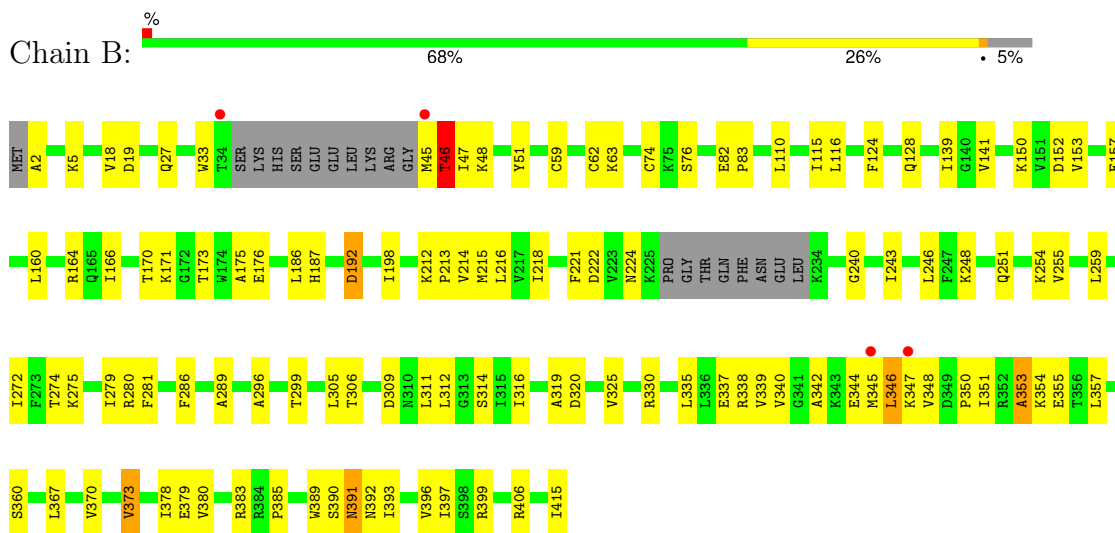 %
Chain B:
68% 26% • 5%
MET A2 K5 V18 D19 Q27 W33 T34 SER LYS HIS SER GLU GLU LEU LYS ARG GLY M45 T46 I47 K48 Y51 C59 C62 K63 C74 K75 S76 E82 P83 L110 I115 L116 F124 Q128 I139 G140 V141 K150 V151 D152 V153 E157
L160 R164 Q165 I166 T170 K171 G172 T173 W174 A175 E176 L186 H187 D192 I198 K212 P213 V214 M215 L216 V217 I218 F221 D222 V223 N224 K225 PRO GLY THR GLN PHE ASN GLU LEU K234 G240 I243 L246 F247 K248 Q251 K254 V255 L259
I272 F273 T274 K275 I279 R280 F281 F286 A289 A296 T299 L305 T306 D309 N310 L311 L312 G313 S314 I315 I316 A319 D320 V325 R330 L335 L336 E337 R338 V339 V340 G341 A342 K343 E344 M345 L346 K347 V348 D349 P350 I351 R352 A353 K354 E355 T356 L357
S360 L367 V370 V373 I378 E379 V380 R383 R384 P385 W389 S390 N391 N392 I393 V396 I397 S398 R399 R406 I415